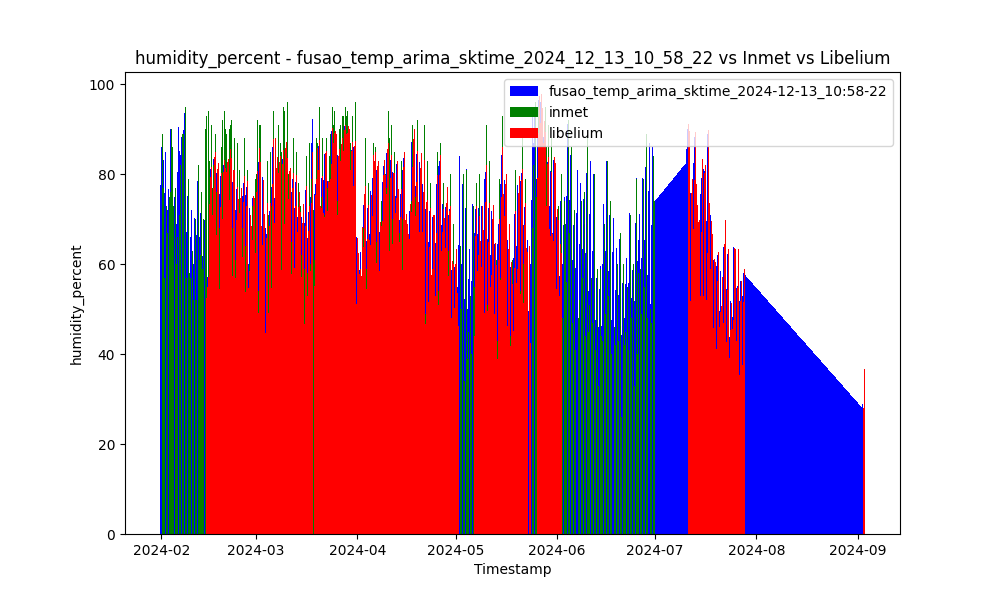 humidity_percent - fusao_temp_arima_sktime_2024_12_13_10_58_22 vs Inmet vs Libelium
fusao_temp_arima_sktime_2024-12-13_10:58-22
inmet
libelium
humidity_percent
100
80
60
40
20
0
2024-02 2024-03 2024-04 2024-05 2024-06 2024-07 2024-08 2024-09
Timestamp